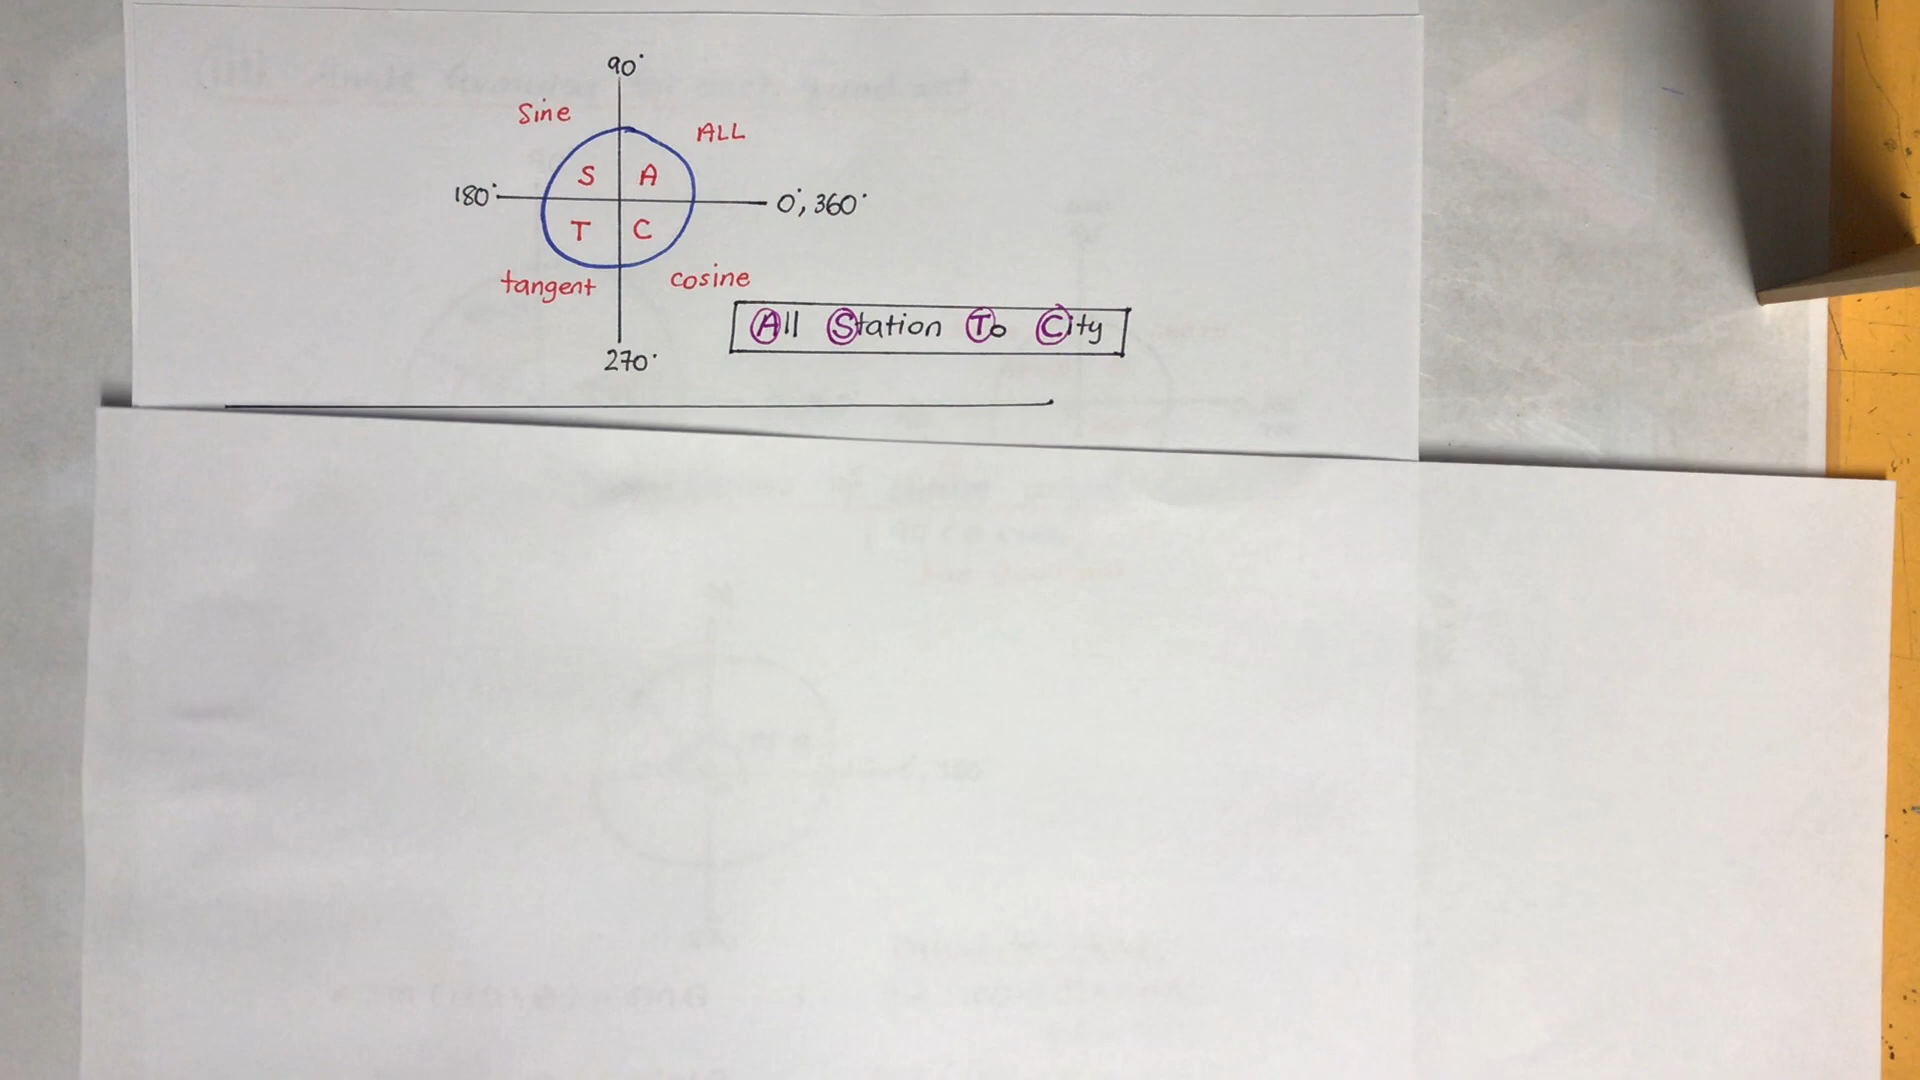 90°
Sine
ALL
S A
180° 0°, 360°
T C
tangent cosine
All Station To City
270°